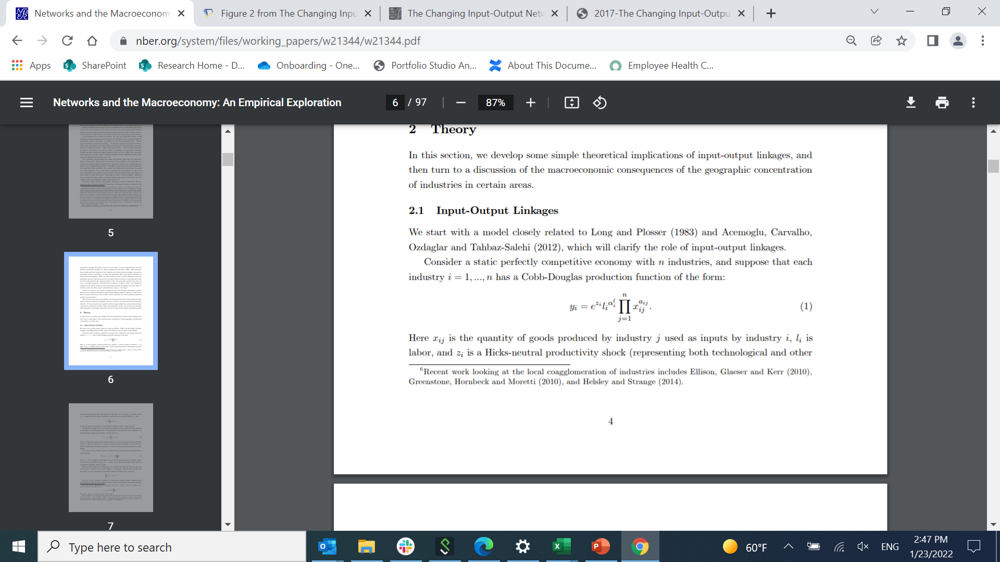 Networks and the Macroeconom
Figure 2 from The Changing Inpu
The Changing Input-Output Netw
2017-The Changing Input-Outpu
nber.org/system/files/working_papers/w21344/w21344.pdf
Apps
SharePoint
Research Home - D...
Onboarding - One...
Portfolio Studio An...
About This Docume...
Employee Health C...
Networks and the Macroeconomy: An Empirical Exploration
6 / 97
87%
5
6
7
2 Theory
In this section, we develop some simple theoretical implications of input-output linkages, and
then turn to a discussion of the macroeconomic consequences of the geographic concentration
of industries in certain areas.
2.1 Input-Output Linkages
We start with a model closely related to Long and Plosser (1983) and Acemoglu, Carvalho,
Ozdaglar and Tahbaz-Salehi (2012), which will clarify the role of input-output linkages.
Consider a static perfectly competitive economy with n industries, and suppose that each
industry i = 1, ..., n has a Cobb-Douglas production function of the form:
y_i = e^{z_i} l_i^{α_i^l} ∏_{j=1}^{n} x_{ij}^{a_{ij}}. (1)
Here x_{ij} is the quantity of goods produced by industry j used as inputs by industry i, l_i is
labor, and z_i is a Hicks-neutral productivity shock (representing both technological and other
6Recent work looking at the local coagglomeration of industries includes Ellison, Glaeser and Kerr (2010),
Greenstone, Hornbeck and Moretti (2010), and Helsley and Strange (2014).
4
Type here to search
60°F
ENG
2:47 PM
1/23/2022